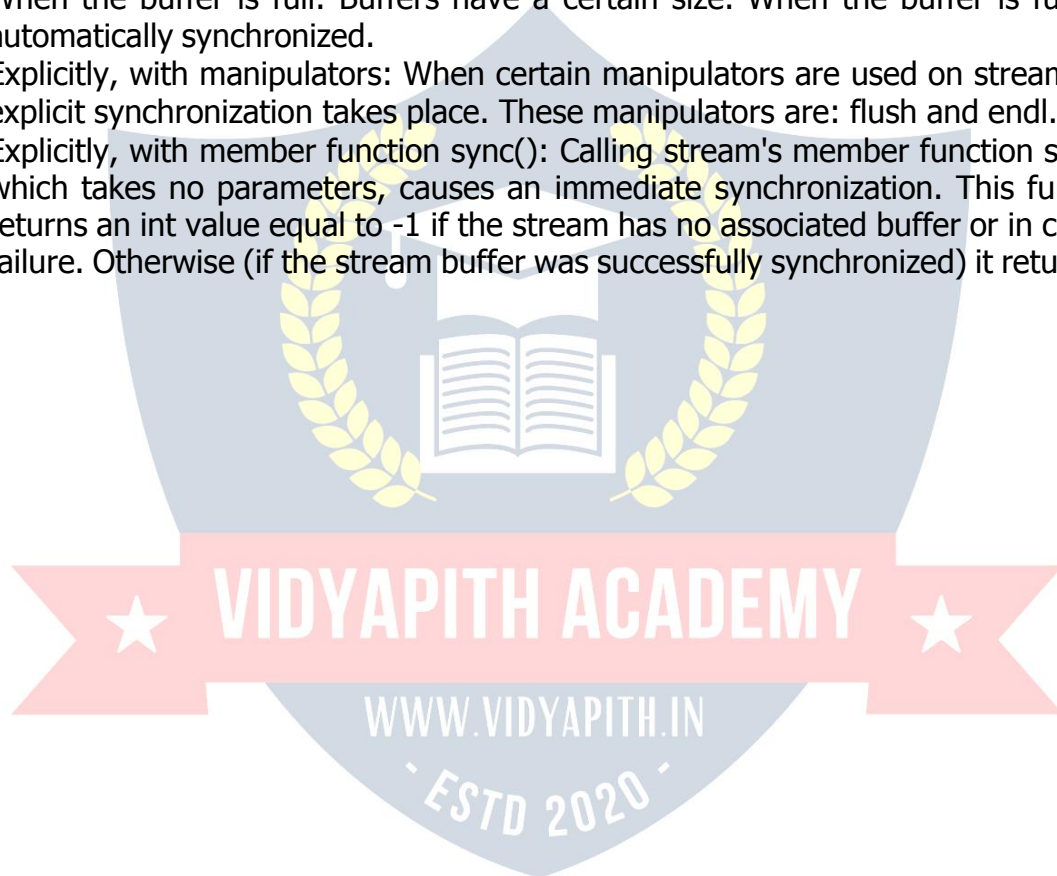 When the buffer is full: Buffers have a certain size. When the buffer is
automatically synchronized.
Explicitly, with manipulators: When certain manipulators are used on
explicit synchronization takes place. These manipulators are: flush and endl.
Explicitly, with member function sync(): Calling stream's member function
which takes no parameters, causes an immediate synchronization. This
returns an int value equal to -1 if the stream has no associated buffer or in
failure. Otherwise (if the stream buffer was successfully synchronized) it
VIDYAPITH ACADEMY
WWW.VIDYAPITH.IN
- ESTD 2020 -